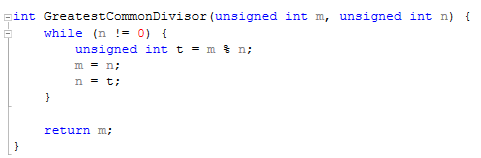 int GreatestCommonDivisor(unsigned int m, unsigned int n) {
    while (n != 0) {
        unsigned int t = m % n;
        m = n;
        n = t;
    }

    return m;
}